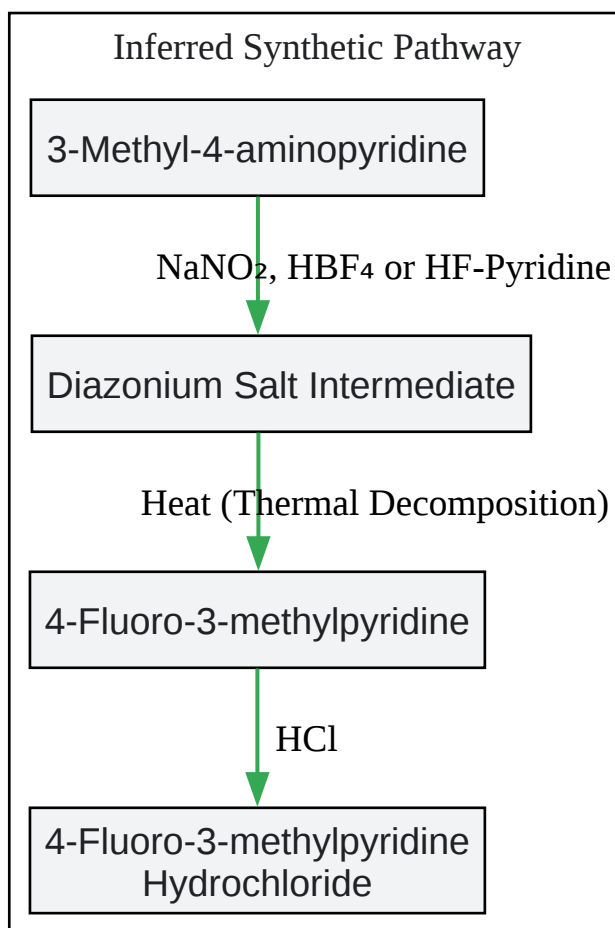 Inferred Synthetic Pathway
3-Methyl-4-aminopyridine
NaNO₂, HBF₄ or HF-Pyridine
Diazonium Salt Intermediate
Heat (Thermal Decomposition)
4-Fluoro-3-methylpyridine
HCl
4-Fluoro-3-methylpyridine
Hydrochloride